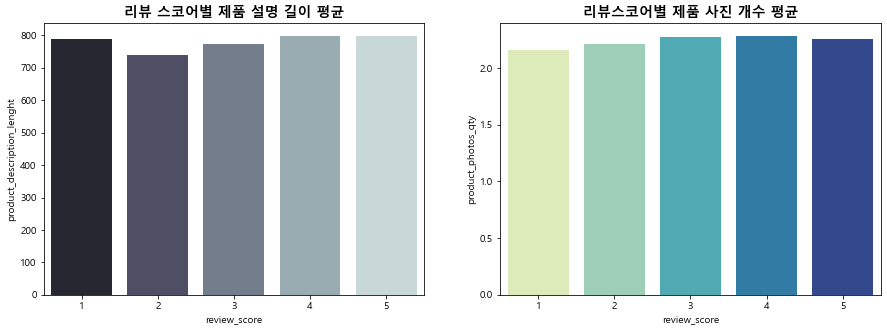 리뷰 스코어별 제품 설명 길이 평균
product_description_lenght
800
700
600
500
400
300
200
100
0
1 2 3 4 5
review_score
리뷰스코어별 제품 사진 개수 평균
product_photos_qty
2.0
1.5
1.0
0.5
0.0
1 2 3 4 5
review_score